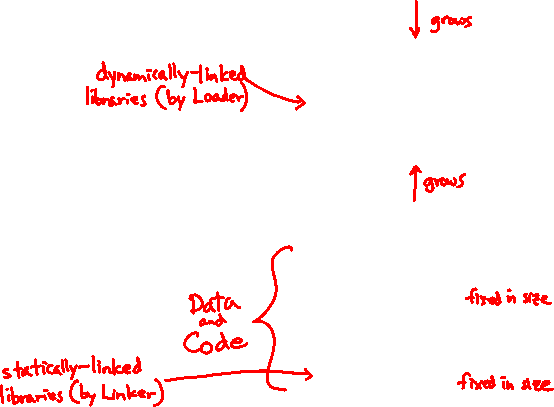 grows
dynamically-linked
libraries (by Loader)
grows
Data
and
Code
fixed in size
statically-linked
libraries (by Linker)
fixed in size